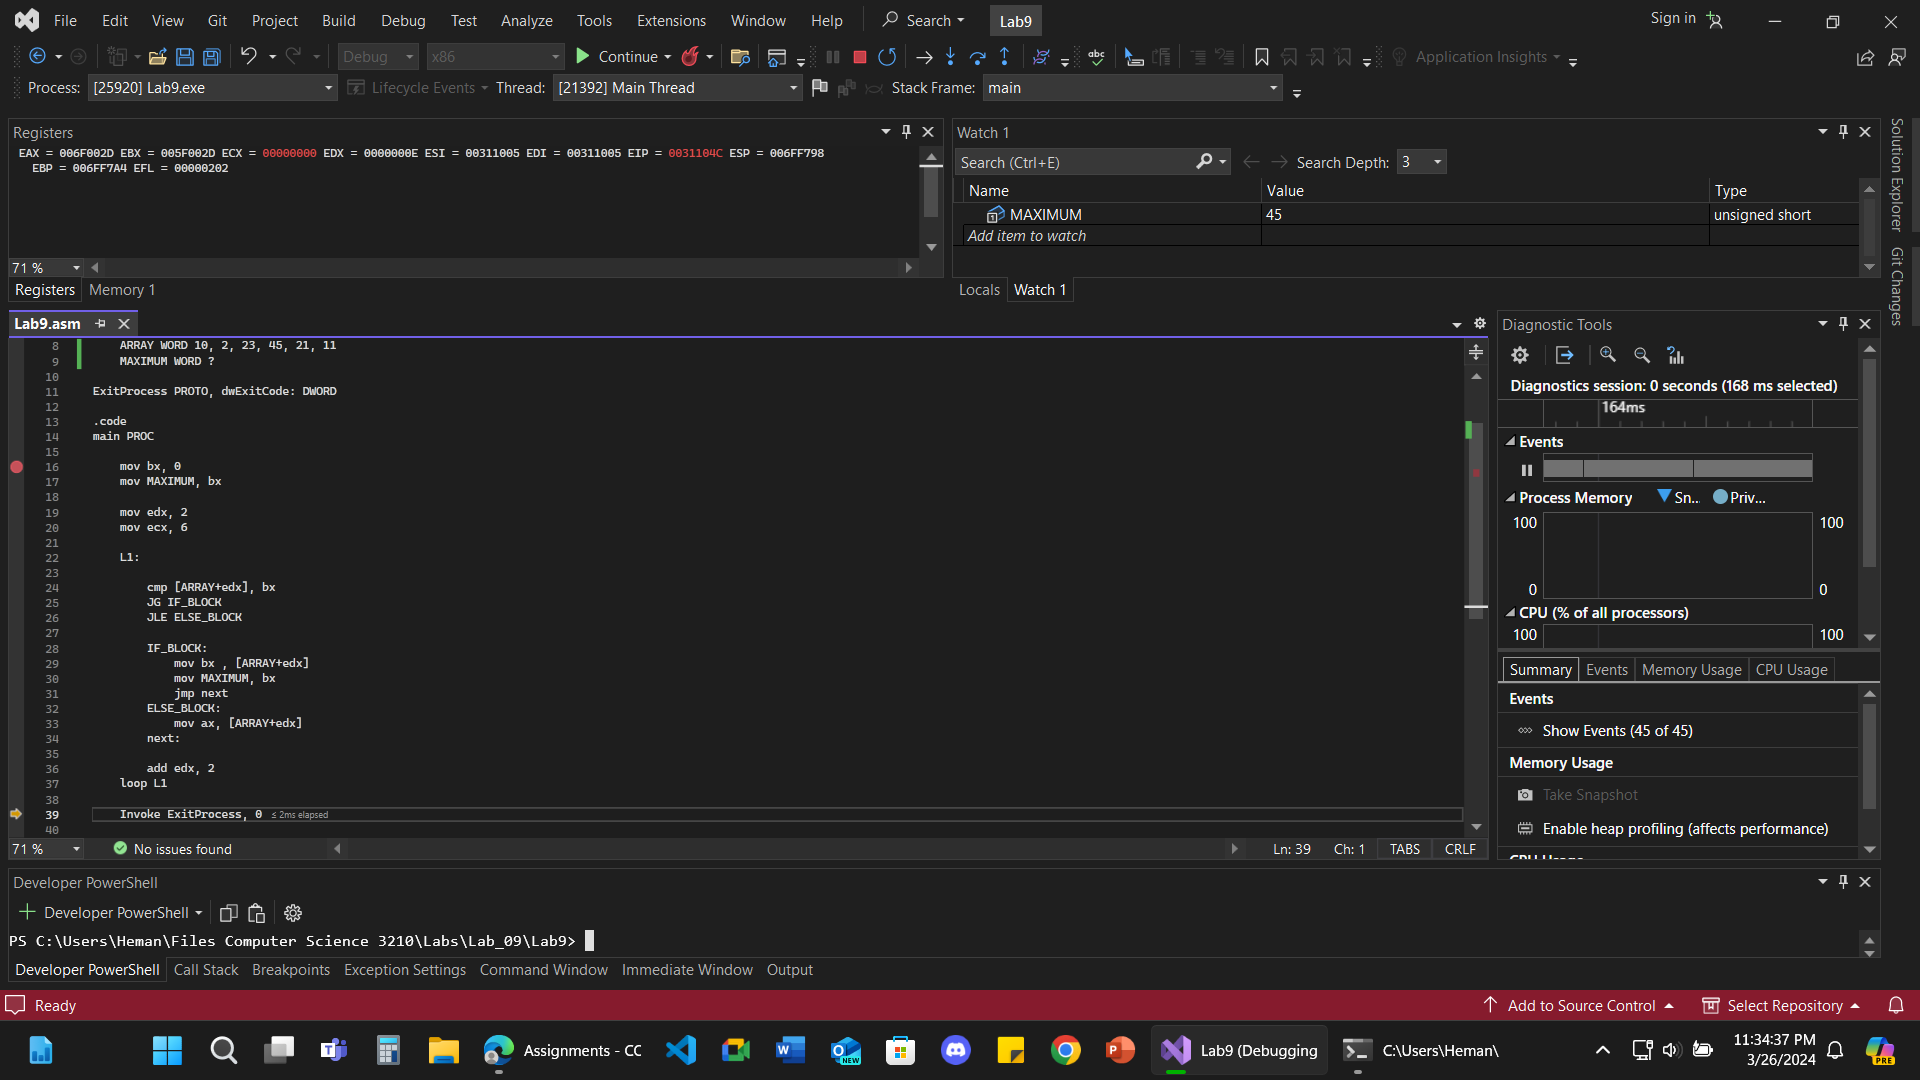 File Edit View Git Project Build Debug Test Analyze Tools Extensions Window Help Search Lab9 Sign in
Debug x86 Continue abc Application Insights
Process: [25920] Lab9.exe Lifecycle Events Thread: [21392] Main Thread Stack Frame: main
Registers
EAX = 006F002D EBX = 005F002D ECX = 00000000 EDX = 0000000E ESI = 00311005 EDI = 00311005 EIP = 0031104C ESP = 006FF798
EBP = 006FF7A4 EFL = 00000202
71 %
Registers Memory 1
Watch 1
Search (Ctrl+E) Search Depth: 3
Name Value Type
MAXIMUM 45 unsigned short
Add item to watch
Locals Watch 1
Solution Explorer
Git Changes
Lab9.asm
8 ARRAY WORD 10, 2, 23, 45, 21, 11
9 MAXIMUM WORD ?
10
11 ExitProcess PROTO, dwExitCode: DWORD
12
13 .code
14 main PROC
15
16 mov bx, 0
17 mov MAXIMUM, bx
18
19 mov edx, 2
20 mov ecx, 6
21
22 L1:
23
24 cmp [ARRAY+edx], bx
25 JG IF_BLOCK
26 JLE ELSE_BLOCK
27
28 IF_BLOCK:
29 mov bx , [ARRAY+edx]
30 mov MAXIMUM, bx
31 jmp next
32 ELSE_BLOCK:
33 mov ax, [ARRAY+edx]
34 next:
35
36 add edx, 2
37 loop L1
38
39 Invoke ExitProcess, 0 ≤ 2ms elapsed
40
71 % No issues found Ln: 39 Ch: 1 TABS CRLF
Diagnostic Tools
Diagnostics session: 0 seconds (168 ms selected)
164ms
Events
Process Memory Sn... Priv...
100 100
0 0
CPU (% of all processors)
100 100
Summary Events Memory Usage CPU Usage
Events
Show Events (45 of 45)
Memory Usage
Take Snapshot
Enable heap profiling (affects performance)
CPU Usage
Developer PowerShell
Developer PowerShell
PS C:\Users\Heman\Files Computer Science 3210\Labs\Lab_09\Lab9>
Developer PowerShell Call Stack Breakpoints Exception Settings Command Window Immediate Window Output
Ready Add to Source Control Select Repository
Assignments - CC Lab9 (Debugging C:\Users\Heman\
11:34:37 PM
3/26/2024
NEW
PRE